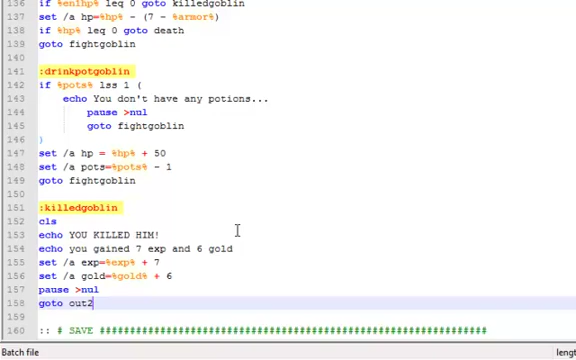 136 if %en1hp% leq 0 goto killedgoblin
137 set /a hp=%hp% - (7 - %armor%)
138 if %hp% leq 0 goto death
139 goto fightgoblin
140
141 :drinkpotgoblin
142 if %pots% lss 1 (
143 echo You don't have any potions...
144 pause >nul
145 goto fightgoblin
146 )
147 set /a hp = %hp% + 50
148 set /a pots=%pots% - 1
149 goto fightgoblin
150
151 :killedgoblin
152 cls
153 echo YOU KILLED HIM!
154 echo you gained 7 exp and 6 gold
155 set /a exp=%exp% + 7
156 set /a gold=%gold% + 6
157 pause >nul
158 goto out2
159
160 :: # SAVE ################################################################
Batch file lengt